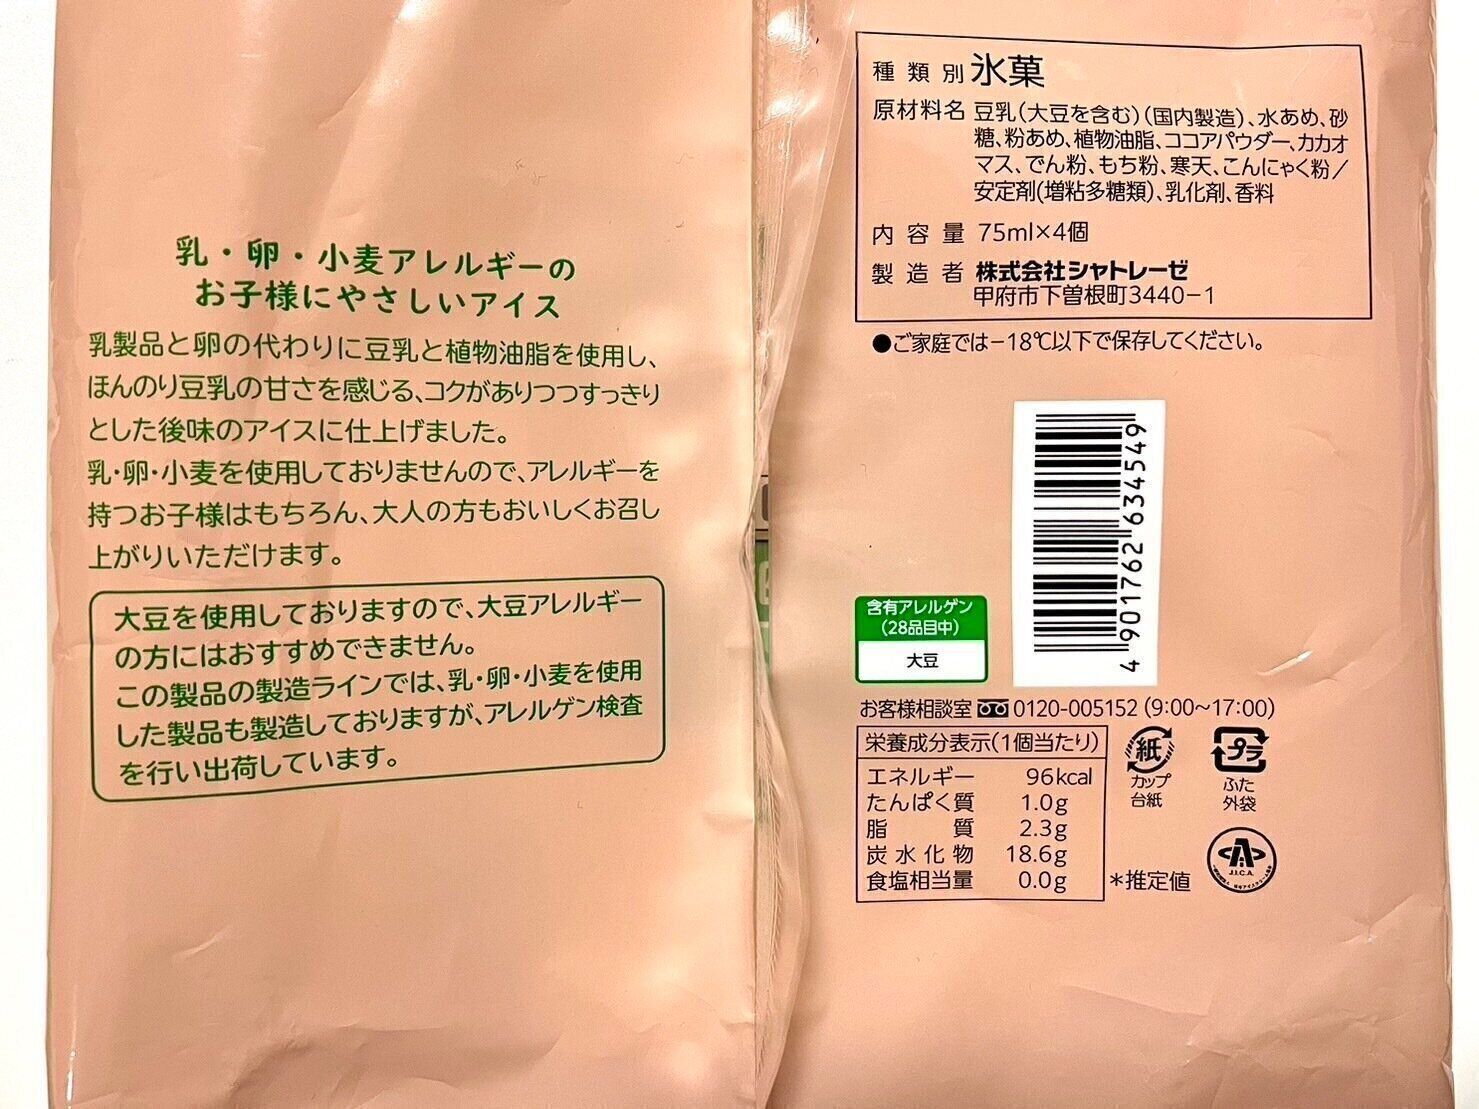 乳・卵・小麦アレルギーの
お子様にやさしいアイス
乳製品と卵の代わりに豆乳と植物油脂を使用し、
ほんのり豆乳の甘さを感じる、コクがありつつすっきり
とした後味のアイスに仕上げました。
乳・卵・小麦を使用しておりませんので、アレルギーを
持つお子様はもちろん、大人の方もおいしくお召し
上がりいただけます。
大豆を使用しておりますので、大豆アレルギー
の方にはおすすめできません。
この製品の製造ラインでは、乳・卵・小麦を使用
した製品も製造しておりますが、アレルゲン検査
を行い出荷しています。
種類別 氷菓
原材料名 豆乳(大豆を含む)(国内製造)、水あめ、砂
糖、粉あめ、植物油脂、ココアパウダー、カカオ
マス、でん粉、もち粉、寒天、こんにゃく粉／
安定剤(増粘多糖類)、乳化剤、香料
内容量 75ml×4個
製造者 株式会社シャトレーゼ
甲府市下曽根町3440-1
●ご家庭では-18℃以下で保存してください。
4 901762 634549
含有アレルゲン
(28品目中)
大豆
お客様相談室 0120-005152 (9:00～17:00)
栄養成分表示(1個当たり)
エネルギー 96kcal
たんぱく質 1.0g
脂質 2.3g
炭水化物 18.6g
食塩相当量 0.0g
*推定値
紙
カップ
台紙
プラ
ふた
外袋
J.I.C.A.